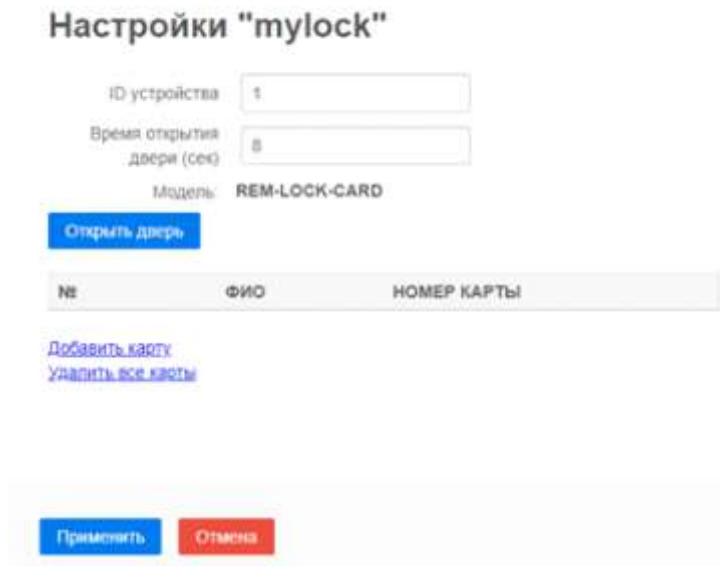 Настройки "mylock"
ID устройства 1
Время открытия
двери (сек) 8
Модель: REM-LOCK-CARD
Открыть дверь
№ ФИО НОМЕР КАРТЫ
Добавить карту
Удалить все карты
Применить Отмена